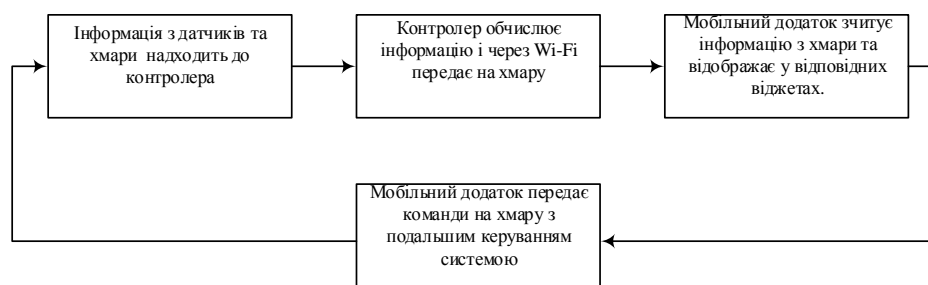 Інформація з датчиків та
хмари надходить до
контролера
Контролер обчислює
інформацію і через Wi-Fi
передає на хмару
Мобільний додаток зчитує
інформацію з хмари та
відображає у відповідних
віджетах.
Мобільний додаток передає
команди на хмару з
подальшим керуванням
системою